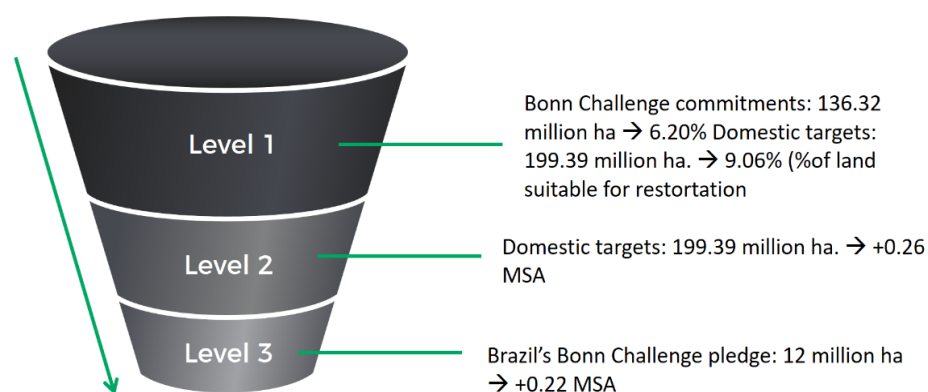 Level 1
Bonn Challenge commitments: 136.32
million ha → 6.20% Domestic targets:
199.39 million ha. → 9.06% (%of land
suitable for restortation
Level 2
Domestic targets: 199.39 million ha. → +0.26
MSA
Level 3
Brazil’s Bonn Challenge pledge: 12 million ha
→ +0.22 MSA